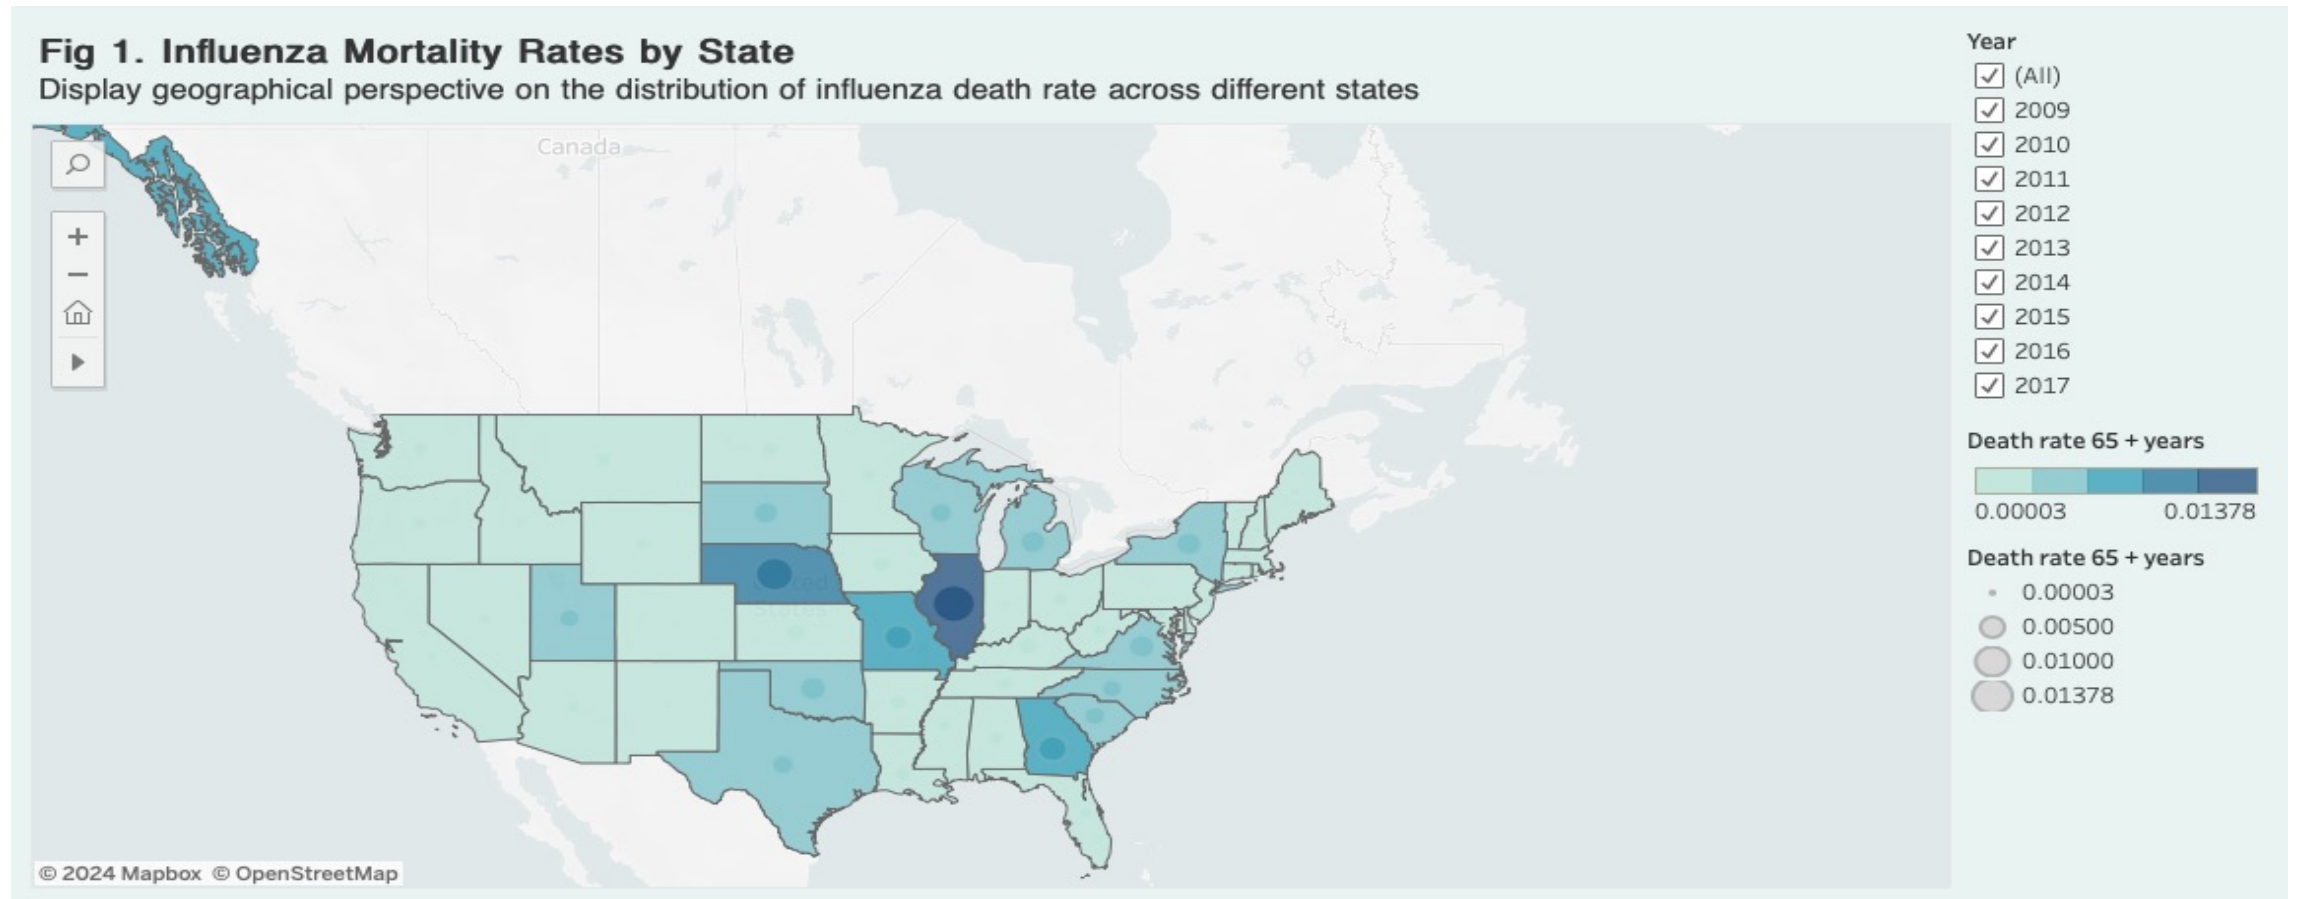 Fig 1. Influenza Mortality Rates by State
Display geographical perspective on the distribution of influenza death rate across different states
Canada
United
States
© 2024 Mapbox © OpenStreetMap
Year
(All)
2009
2010
2011
2012
2013
2014
2015
2016
2017
Death rate 65 + years
0.00003 0.01378
Death rate 65 + years
0.00003
0.00500
0.01000
0.01378